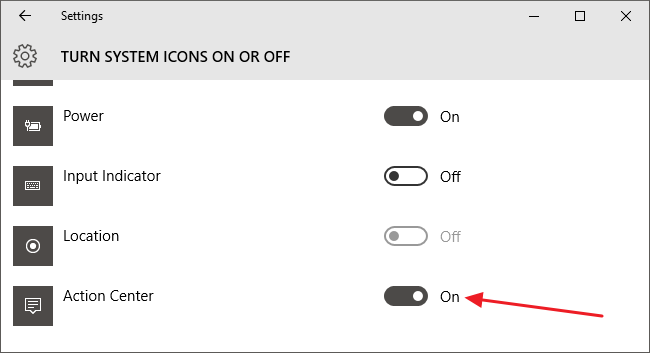 Settings
TURN SYSTEM ICONS ON OR OFF
Power On
Input Indicator Off
Location Off
Action Center On